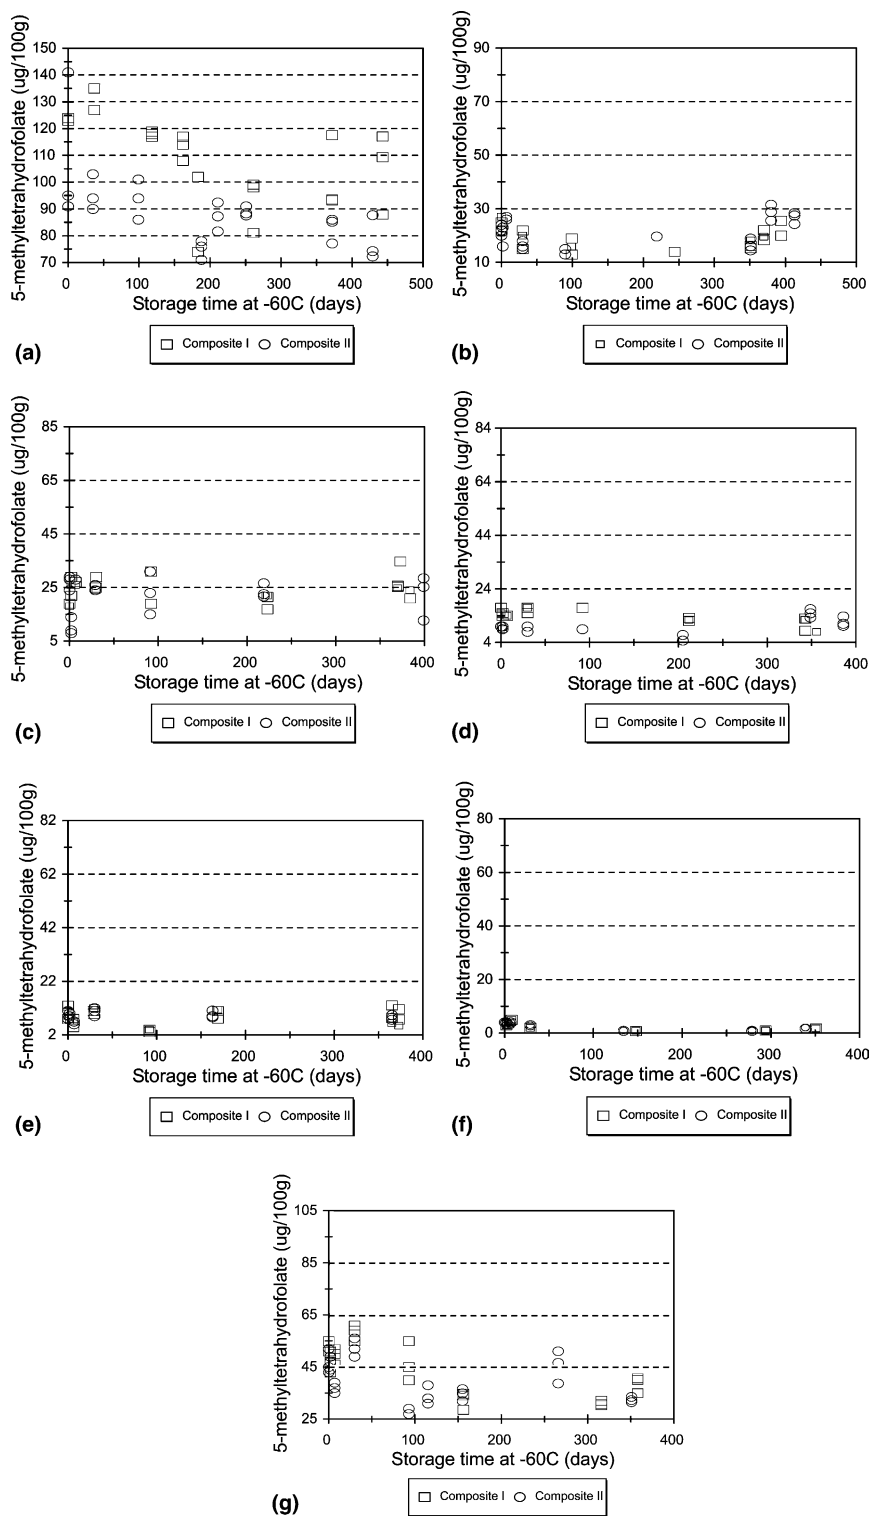 5-methyltetrahydrofolate (ug/100g)
150
140
130
120
110
100
90
80
70
0 100 200 300 400 500
Storage time at -60C (days)
Composite I Composite II
(a)
5-methyltetrahydrofolate (ug/100g)
90
70
50
30
10
0 100 200 300 400 500
Storage time at -60C (days)
Composite I Composite II
(b)
5-methyltetrahydrofolate (ug/100g)
85
65
45
25
5
0 100 200 300 400
Storage time at -60C (days)
Composite I Composite II
(c)
5-methyltetrahydrofolate (ug/100g)
84
64
44
24
4
0 100 200 300 400
Storage time at -60C (days)
Composite I Composite II
(d)
5-methyltetrahydrofolate (ug/100g)
82
62
42
22
2
0 100 200 300 400
Storage time at -60C (days)
Composite I Composite II
(e)
5-methyltetrahydrofolate (ug/100g)
80
60
40
20
0
0 100 200 300 400
Storage time at -60C (days)
Composite I Composite II
(f)
5-methyltetrahydrofolate (ug/100g)
105
85
65
45
25
0 100 200 300 400
Storage time at -60C (days)
Composite I Composite II
(g)